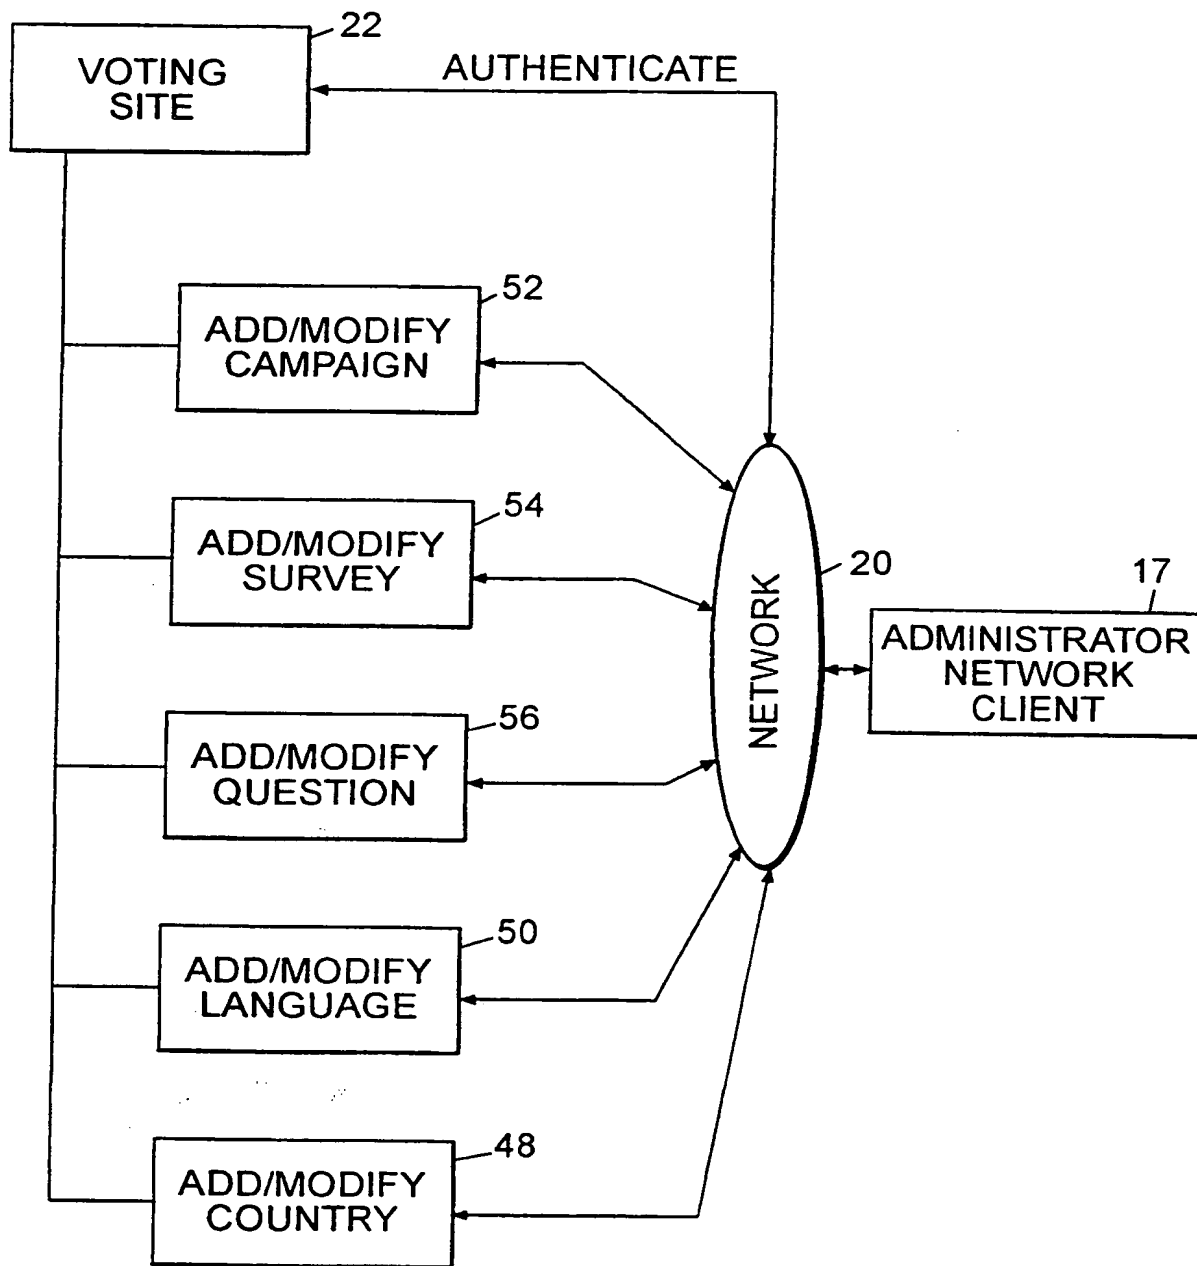 22
VOTING
SITE
AUTHENTICATE
52
ADD/MODIFY
CAMPAIGN
54
ADD/MODIFY
SURVEY
20
NETWORK
17
ADMINISTRATOR
NETWORK
CLIENT
56
ADD/MODIFY
QUESTION
50
ADD/MODIFY
LANGUAGE
48
ADD/MODIFY
COUNTRY